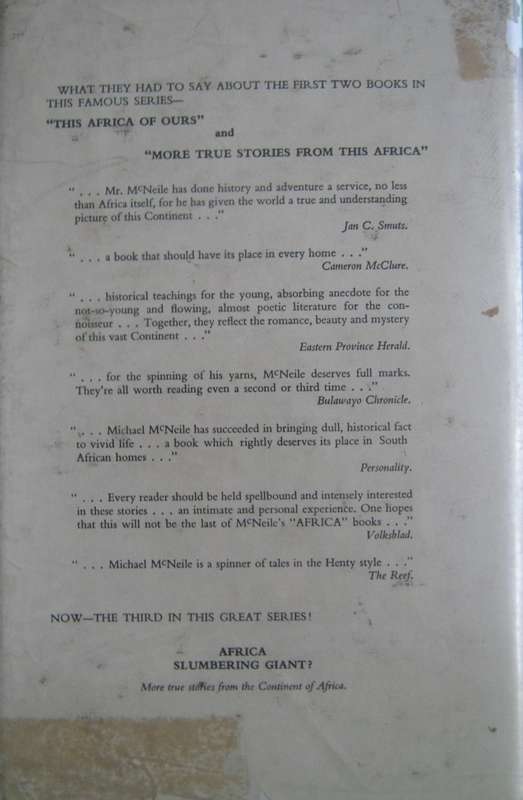 WHAT THEY HAD TO SAY ABOUT THE FIRST TWO BOOKS IN
THIS FAMOUS SERIES—
"THIS AFRICA OF OURS"
and
"MORE TRUE STORIES FROM THIS AFRICA"
" . . . Mr. McNeile has done history and adventure a service, no less
than Africa itself, for he has given the world a true and understanding
picture of this Continent . . ."
Jan C. Smuts.
" . . . a book that should have its place in every home . . ."
Cameron McClure.
" . . . historical teachings for the young, absorbing anecdote for the
not-so-young and flowing, almost poetic literature for the con-
noisseur . . . Together, they reflect the romance, beauty and mystery
of this vast Continent . . ."
Eastern Province Herald.
" . . . for the spinning of his yarns, McNeile deserves full marks.
They're all worth reading even a second or third time . . ."
Bulawayo Chronicle.
" . . . Michael McNeile has succeeded in bringing dull, historical fact
to vivid life . . . a book which rightly deserves its place in South
African homes . . ."
Personality.
" . . . Every reader should be held spellbound and intensely interested
in these stories . . . an intimate and personal experience. One hopes
that this will not be the last of McNeile's "AFRICA" books . . ."
Volksblad.
" . . . Michael McNeile is a spinner of tales in the Henty style . . ."
The Reef.
NOW—THE THIRD IN THIS GREAT SERIES!
AFRICA
SLUMBERING GIANT?
More true stories from the Continent of Africa.